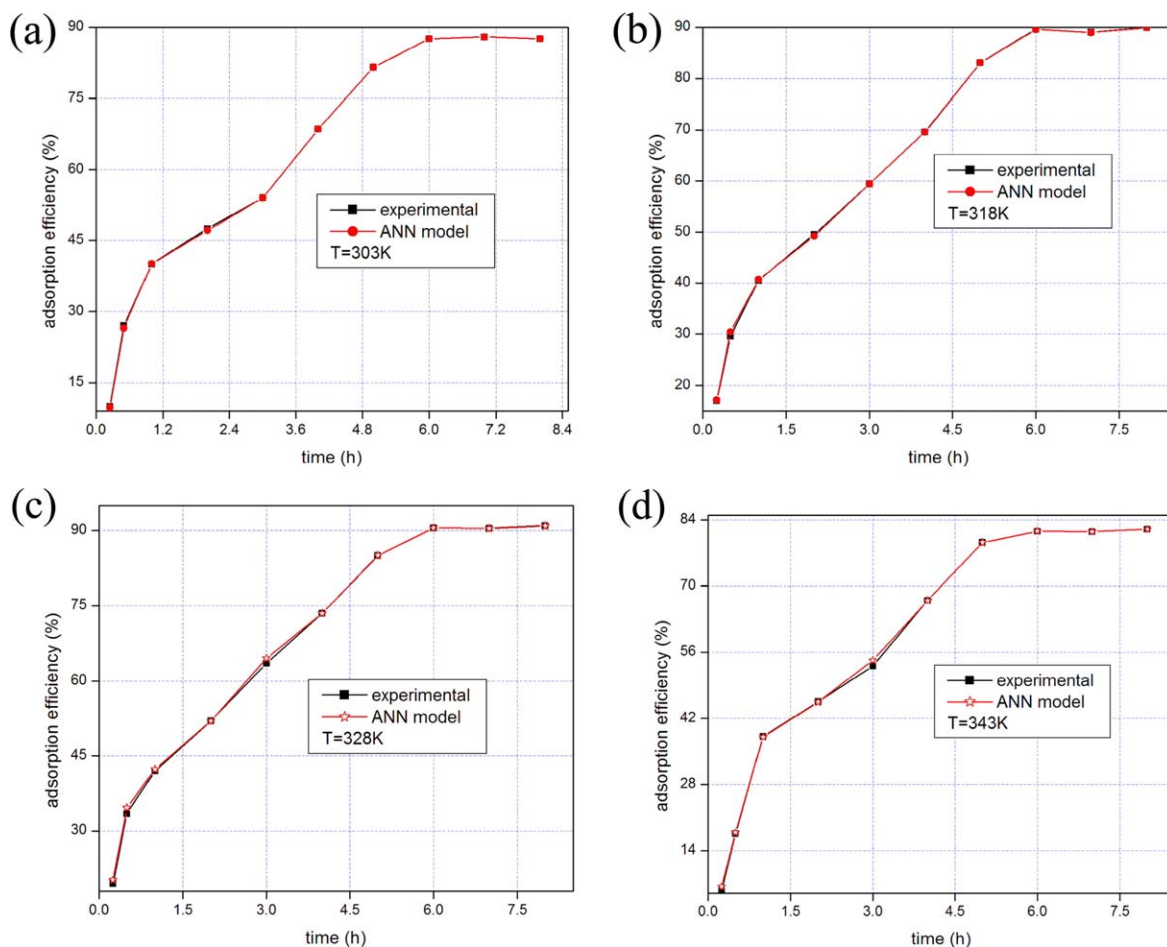 (a)
90
75
60
45
30
15
adsorption efficiency (%)
experimental
ANN model
T=303K
0.0 1.2 2.4 3.6 4.8 6.0 7.2 8.4
time (h)
(b)
90
80
70
60
50
40
30
20
adsorption efficiency (%)
experimental
ANN model
T=318K
0.0 1.5 3.0 4.5 6.0 7.5
time (h)
(c)
90
75
60
45
30
adsorption efficiency (%)
experimental
ANN model
T=328K
0.0 1.5 3.0 4.5 6.0 7.5
time (h)
(d)
84
70
56
42
28
14
adsorption efficiency (%)
experimental
ANN model
T=343K
0.0 1.5 3.0 4.5 6.0 7.5
time (h)